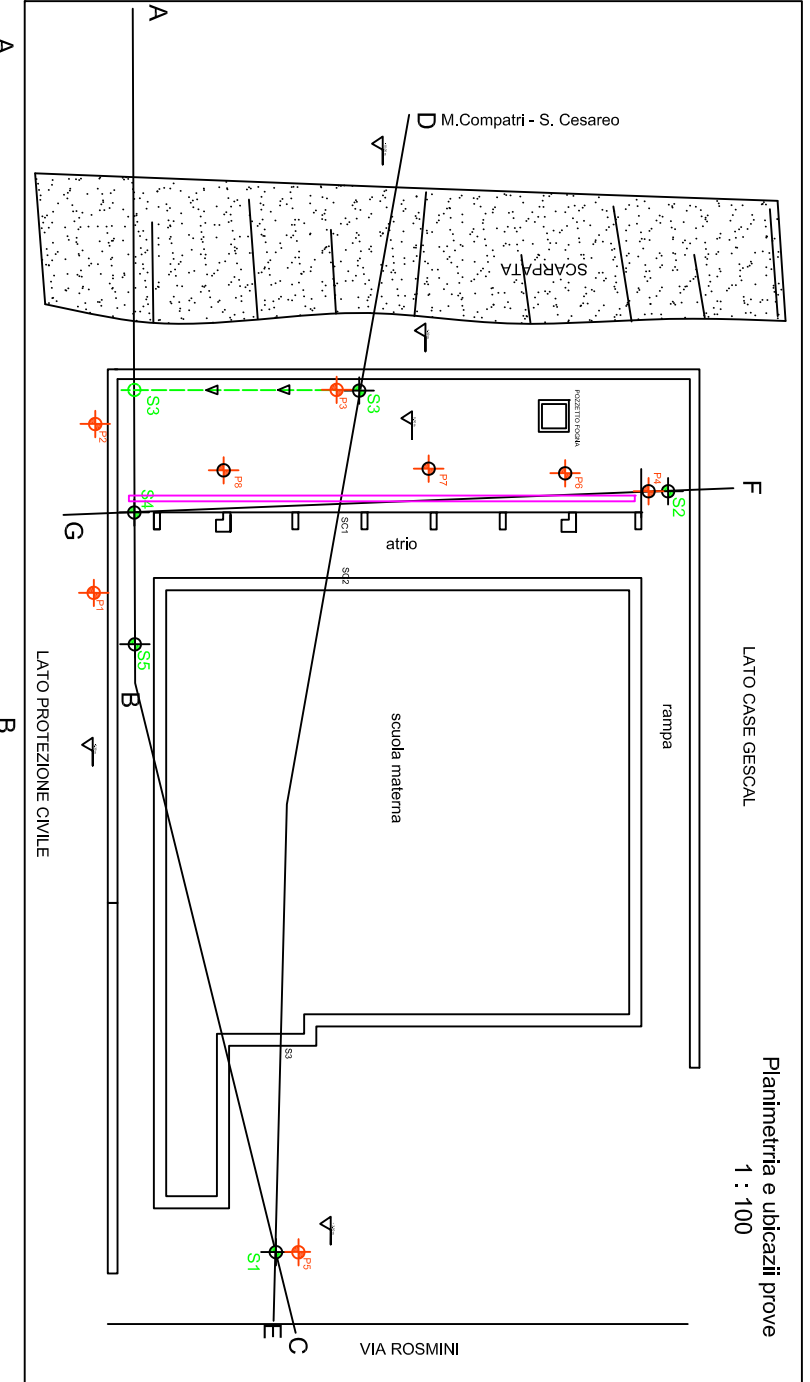 Planimetrria e ubicazii prove
1 : 100
LATO CASE GESCAL
F
S2
P4
rampa
SCARPATA
POZZETTO FOGNA
P6
D M.Compatri - S. Cesareo
P7
atrio
scuola materna
VIA ROSMINI
S3
P3
SC1
SC2
S3
P5
S1
C
E
P8
S3
S4
S5
B
A
P2
G
P1
LATO PROTEZIONE CIVILE
A
B